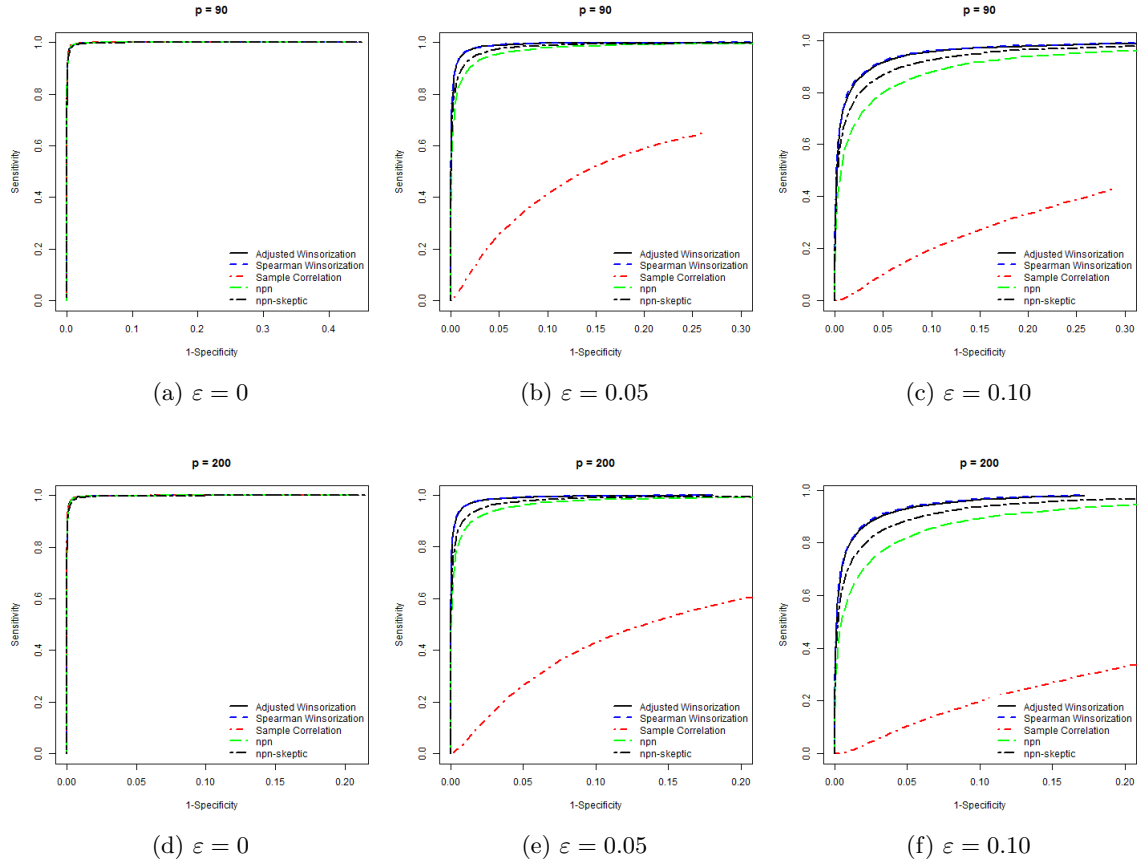 p = 90
Sensitivity
0.0 0.2 0.4 0.6 0.8 1.0
Adjusted Winsorization
Spearman Winsorization
Sample Correlation
npn
npn-skeptic
0.0 0.1 0.2 0.3 0.4
1-Specificity
(a) ε = 0
p = 90
Sensitivity
0.0 0.2 0.4 0.6 0.8 1.0
Adjusted Winsorization
Spearman Winsorization
Sample Correlation
npn
npn-skeptic
0.00 0.05 0.10 0.15 0.20 0.25 0.30
1-Specificity
(b) ε = 0.05
p = 90
Sensitivity
0.0 0.2 0.4 0.6 0.8 1.0
Adjusted Winsorization
Spearman Winsorization
Sample Correlation
npn
npn-skeptic
0.00 0.05 0.10 0.15 0.20 0.25 0.30
1-Specificity
(c) ε = 0.10
p = 200
Sensitivity
0.0 0.2 0.4 0.6 0.8 1.0
Adjusted Winsorization
Spearman Winsorization
Sample Correlation
npn
npn-skeptic
0.00 0.05 0.10 0.15 0.20
1-Specificity
(d) ε = 0
p = 200
Sensitivity
0.0 0.2 0.4 0.6 0.8 1.0
Adjusted Winsorization
Spearman Winsorization
Sample Correlation
npn
npn-skeptic
0.00 0.05 0.10 0.15 0.20
1-Specificity
(e) ε = 0.05
p = 200
Sensitivity
0.0 0.2 0.4 0.6 0.8 1.0
Adjusted Winsorization
Spearman Winsorization
Sample Correlation
npn
npn-skeptic
0.00 0.05 0.10 0.15 0.20
1-Specificity
(f) ε = 0.10